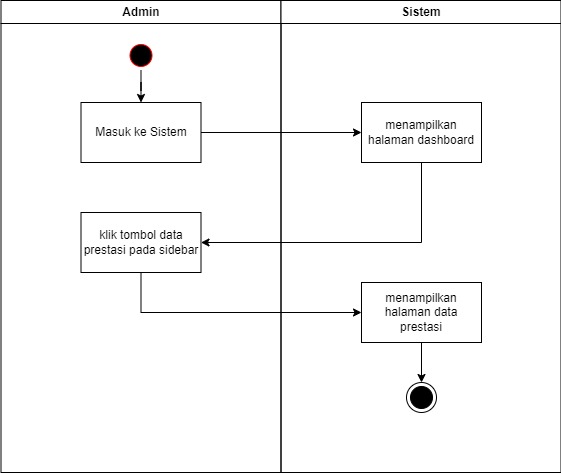 Admin
Sistem
Masuk ke Sistem
menampilkan
halaman dashboard
klik tombol data
prestasi pada sidebar
menampilkan
halaman data
prestasi